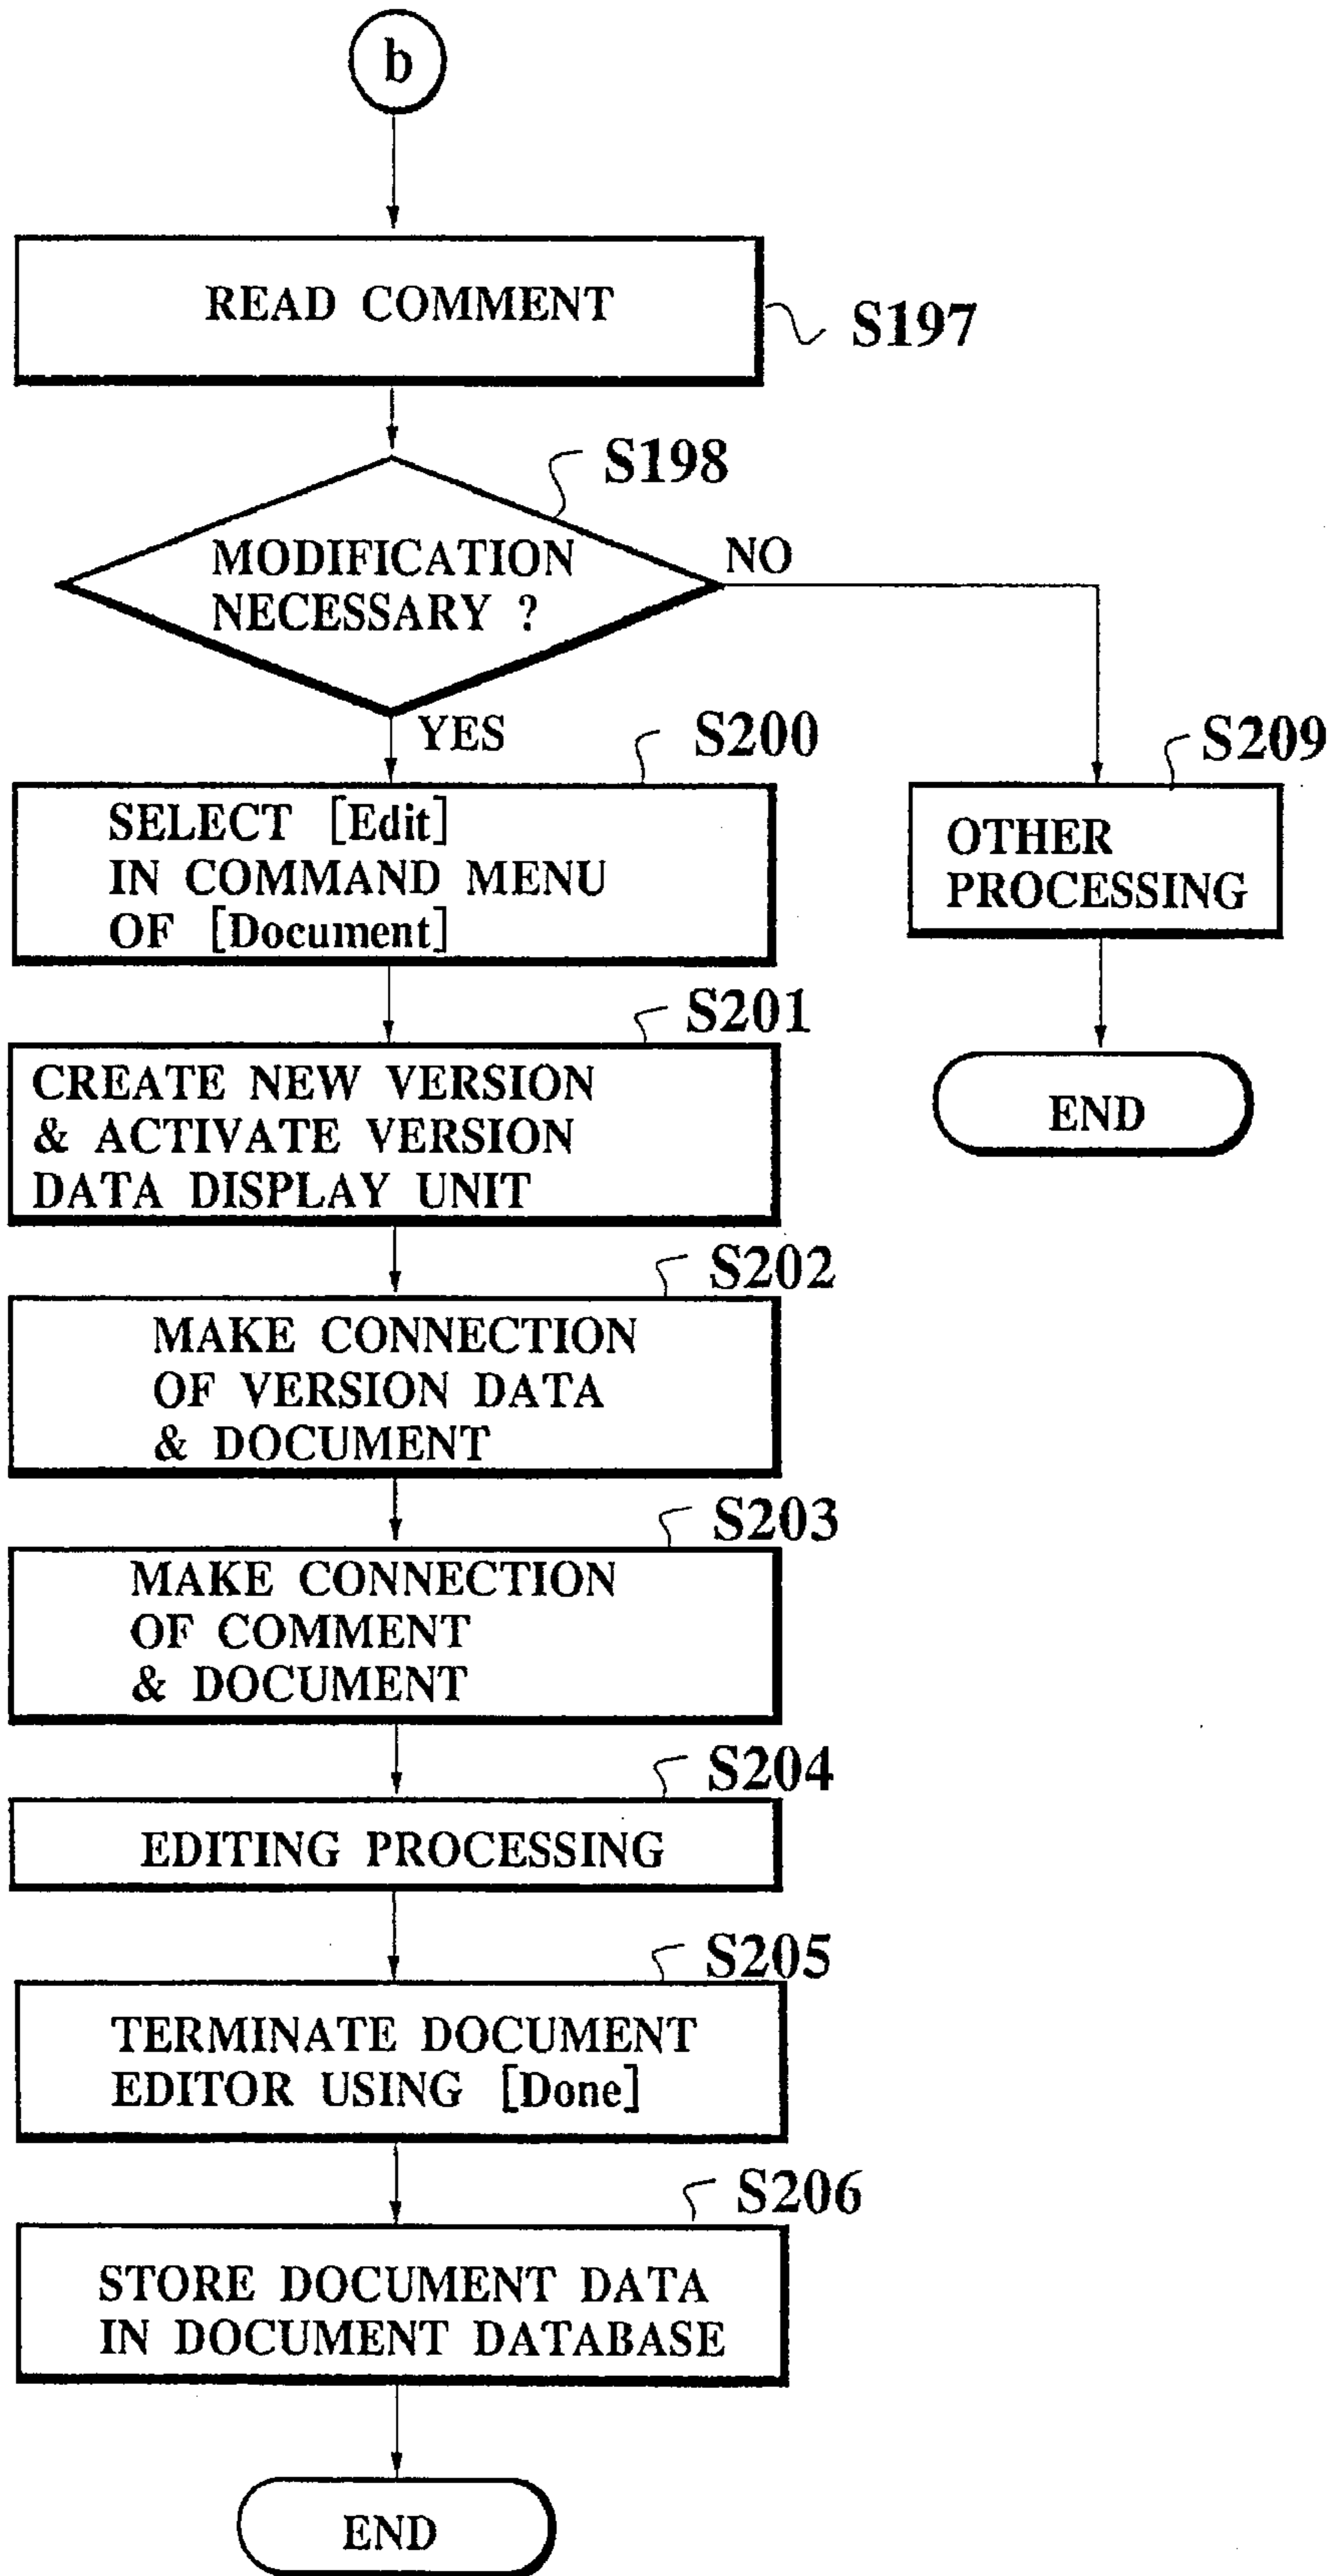 b
READ COMMENT
S197
S198
MODIFICATION
NECESSARY ?
NO
YES
S200
SELECT [Edit]
IN COMMAND MENU
OF [Document]
S209
OTHER
PROCESSING
END
S201
CREATE NEW VERSION
& ACTIVATE VERSION
DATA DISPLAY UNIT
S202
MAKE CONNECTION
OF VERSION DATA
& DOCUMENT
S203
MAKE CONNECTION
OF COMMENT
& DOCUMENT
S204
EDITING PROCESSING
S205
TERMINATE DOCUMENT
EDITOR USING [Done]
S206
STORE DOCUMENT DATA
IN DOCUMENT DATABASE
END